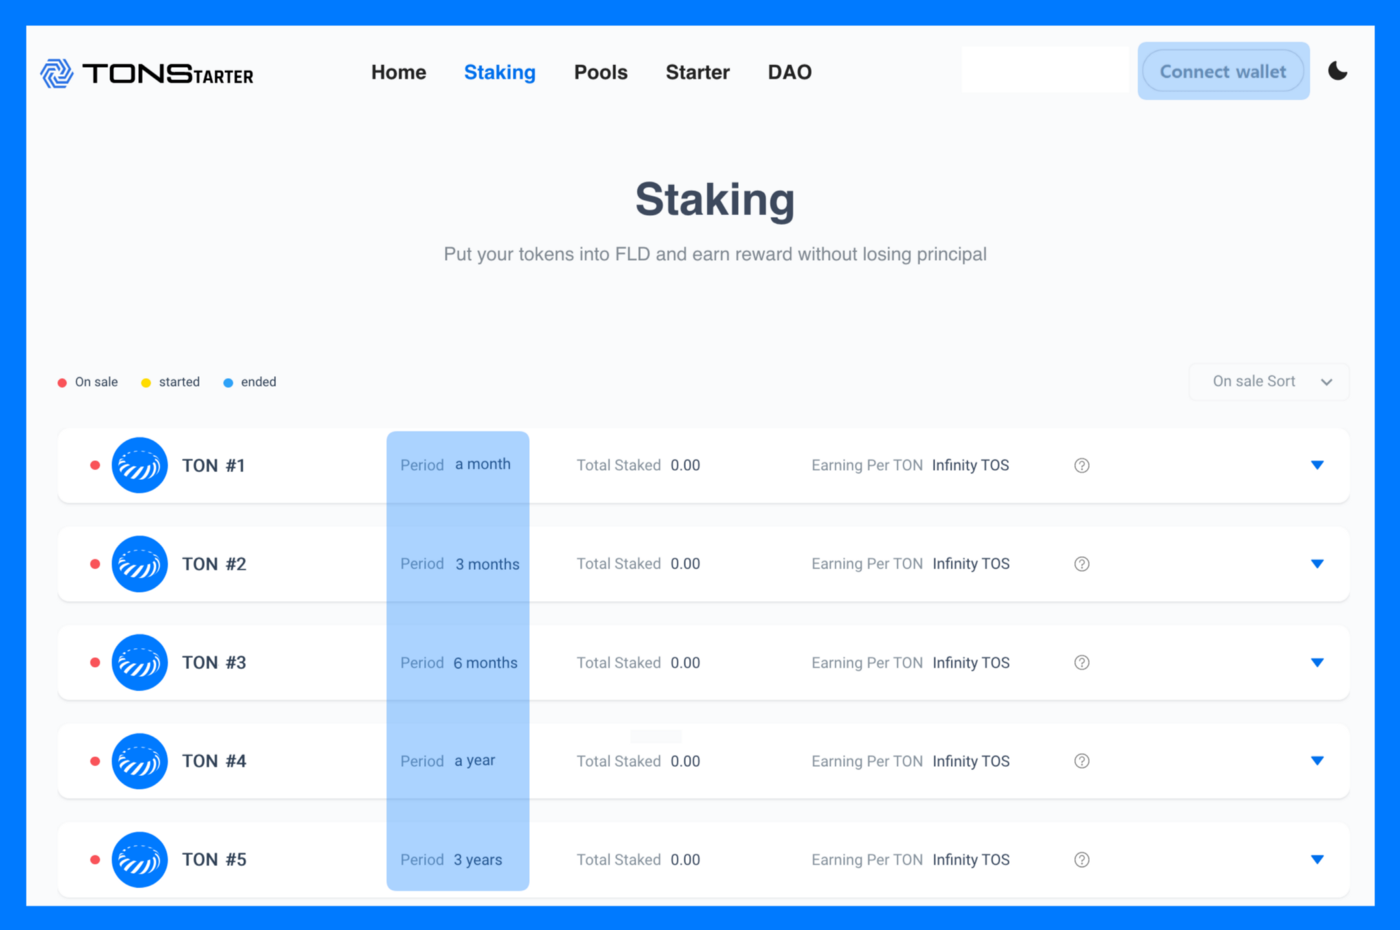 TONSTARTER Home Staking Pools Starter DAO Connect wallet
Staking
Put your tokens into FLD and earn reward without losing principal
On sale started ended On sale Sort
TON #1 Period a month Total Staked 0.00 Earning Per TON Infinity TOS ?
TON #2 Period 3 months Total Staked 0.00 Earning Per TON Infinity TOS ?
TON #3 Period 6 months Total Staked 0.00 Earning Per TON Infinity TOS ?
TON #4 Period a year Total Staked 0.00 Earning Per TON Infinity TOS ?
TON #5 Period 3 years Total Staked 0.00 Earning Per TON Infinity TOS ?